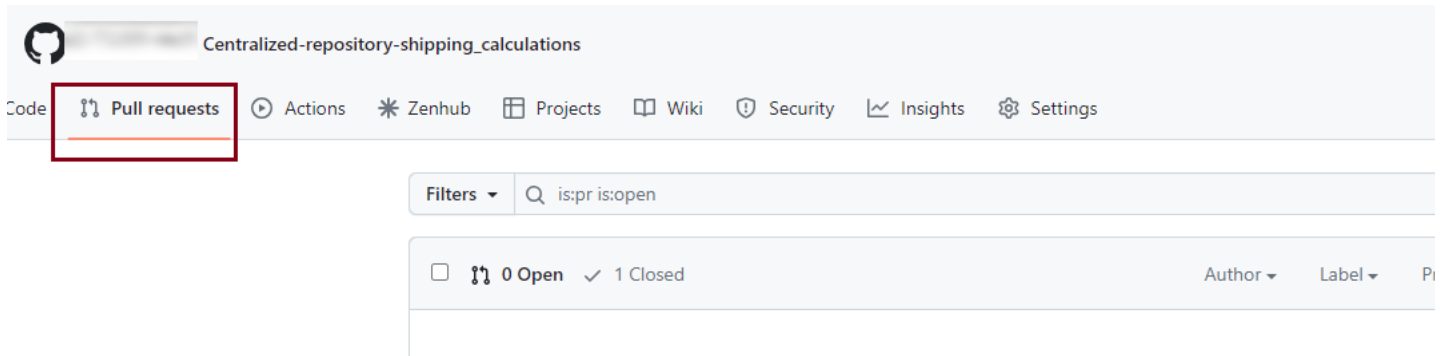 Centralized-repository-shipping_calculations
Code Pull requests Actions Zenhub Projects Wiki Security Insights Settings
Filters is:pr is:open
0 Open 1 Closed Author Label